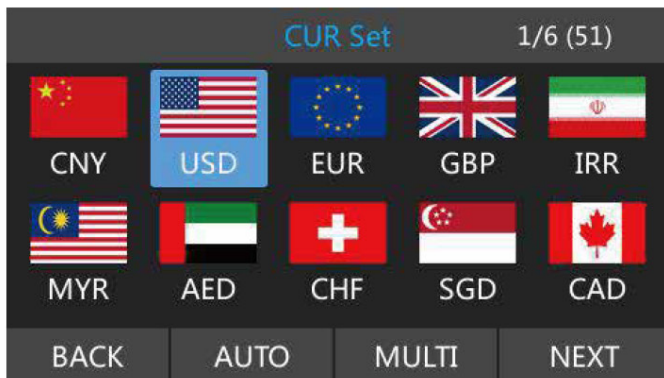 CUR Set 1/6 (51)
CNY USD EUR GBP IRR
MYR AED CHF SGD CAD
BACK AUTO MULTI NEXT